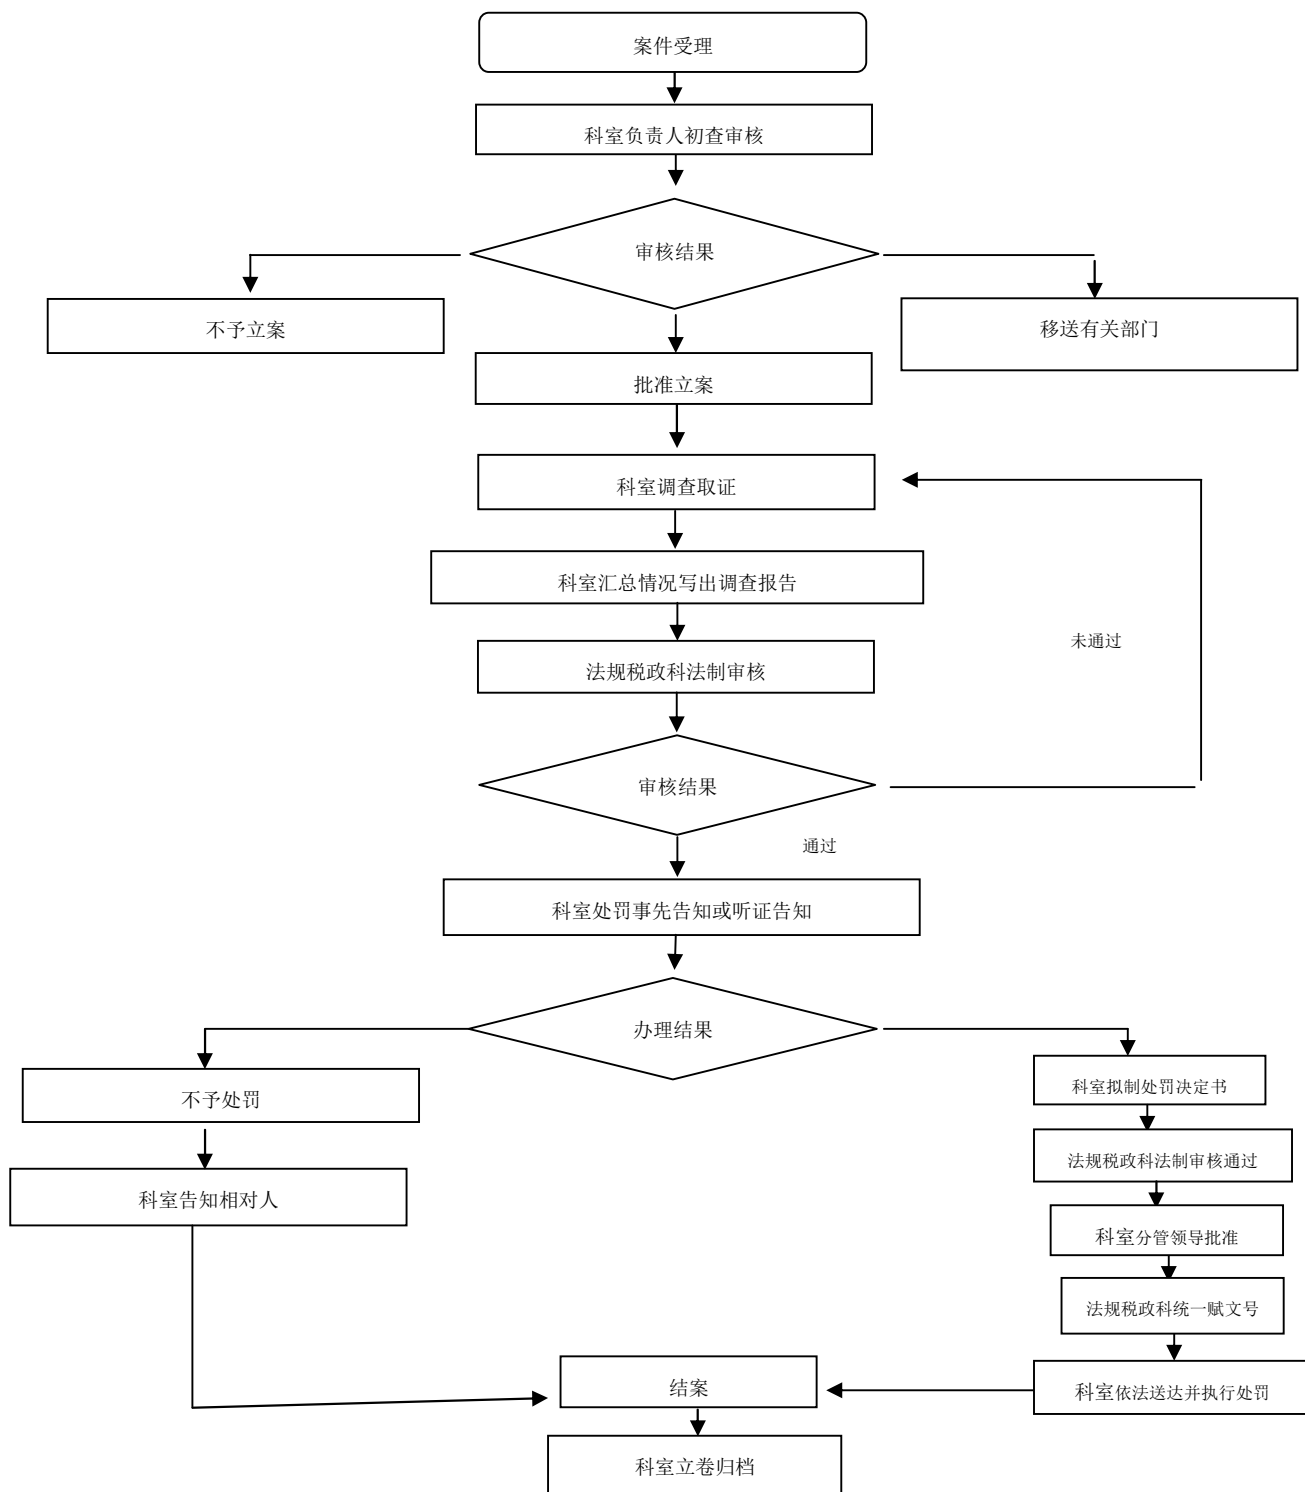 案件受理
科室负责人初查审核
审核结果
不予立案
移送有关部门
批准立案
科室调查取证
科室汇总情况写出调查报告
未通过
法规税政科法制审核
审核结果
通过
科室处罚事先告知或听证告知
办理结果
科室拟制处罚决定书
不予处罚
法规税政科法制审核通过
科室告知相对人
科室分管领导批准
法规税政科统一赋文号
结案
科室依法送达并执行处罚
科室立卷归档